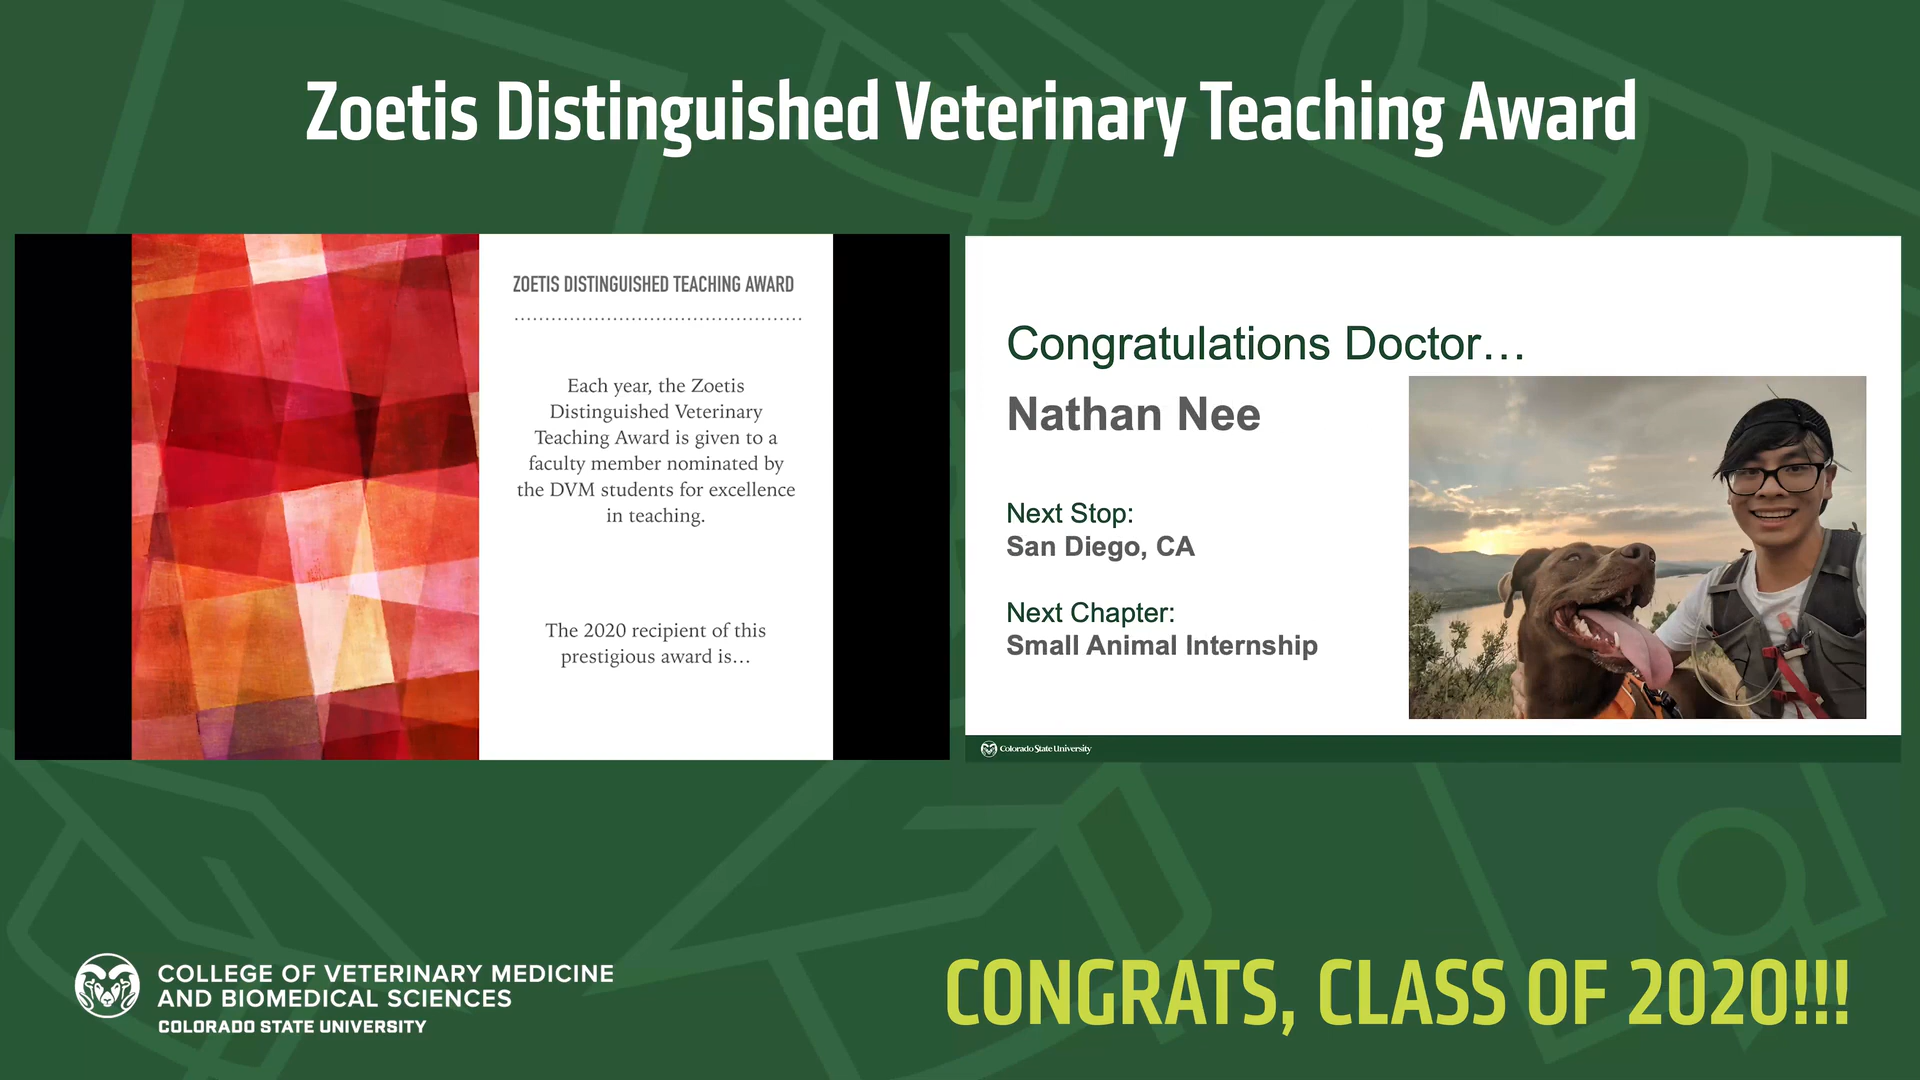 Zoetis Distinguished Veterinary Teaching Award
ZOETIS DISTINGUISHED TEACHING AWARD
Each year, the Zoetis
Distinguished Veterinary
Teaching Award is given to a
faculty member nominated by
the DVM students for excellence
in teaching.
The 2020 recipient of this
prestigious award is...
Congratulations Doctor...
Nathan Nee
Next Stop:
San Diego, CA
Next Chapter:
Small Animal Internship
Colorado State University
COLLEGE OF VETERINARY MEDICINE
AND BIOMEDICAL SCIENCES
COLORADO STATE UNIVERSITY
CONGRATS, CLASS OF 2020!!!